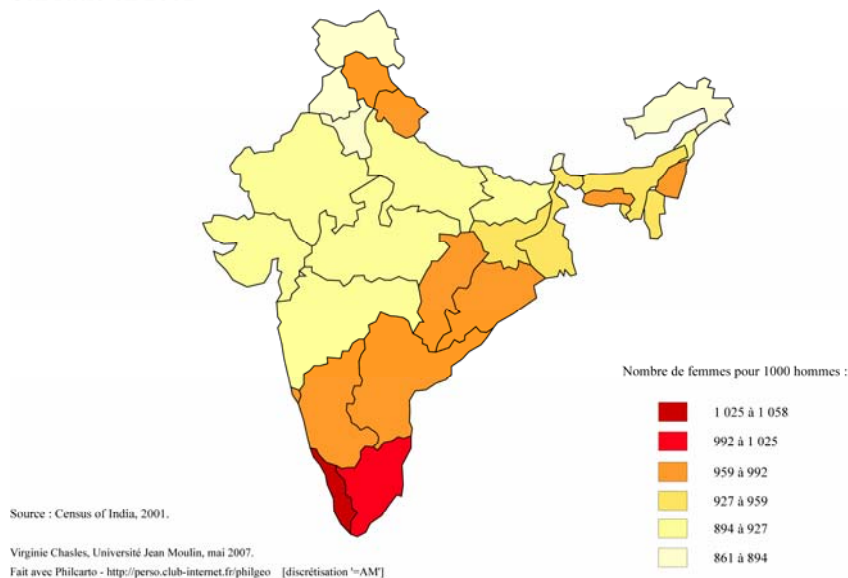 Nombre de femmes pour 1000 hommes :
1 025 à 1 058
992 à 1 025
959 à 992
927 à 959
894 à 927
861 à 894
Source : Census of India, 2001.
Virginie Chasles, Université Jean Moulin, mai 2007.
Fait avec Philcarto - http://perso.club-internet.fr/philgeo [discrétisation '=AM']